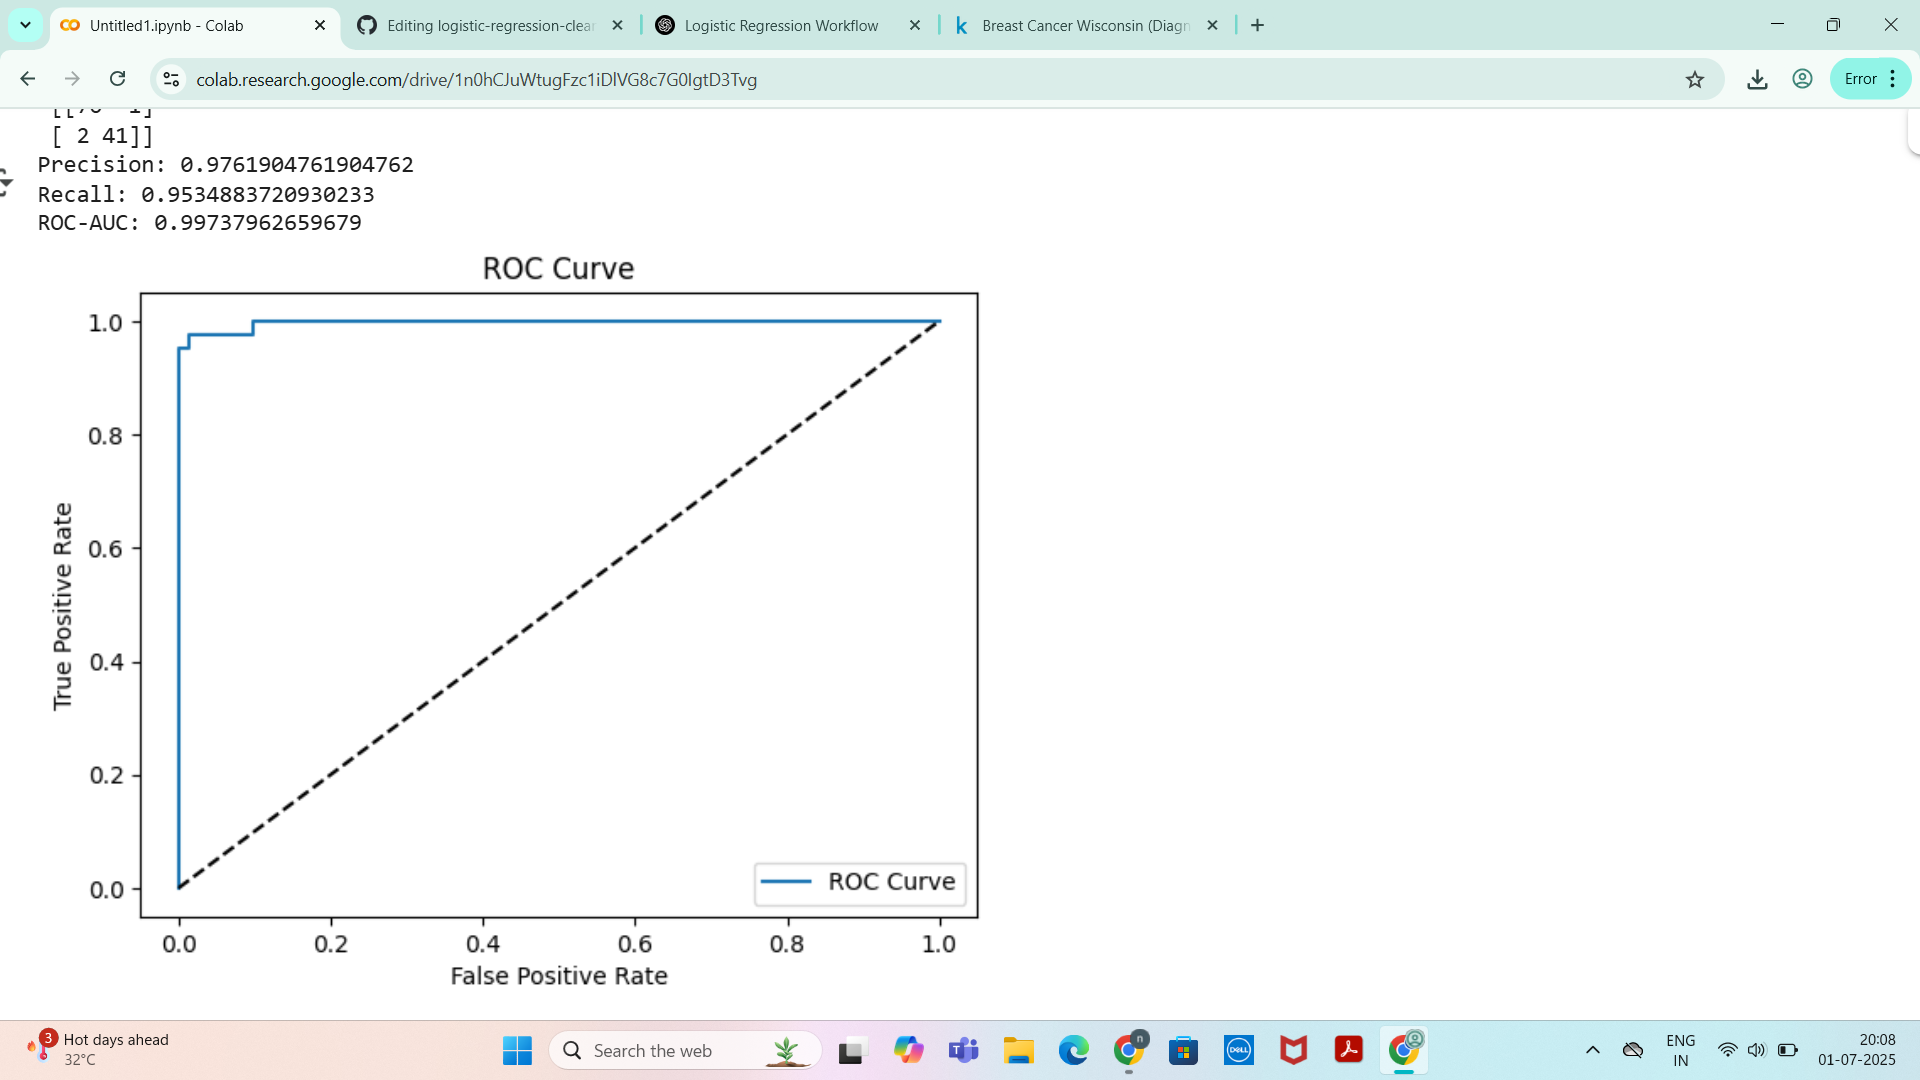 Untitled1.ipynb - Colab
Editing logistic-regression-clear
Logistic Regression Workflow
Breast Cancer Wisconsin (Diagn
colab.research.google.com/drive/1n0hCJuWtugFzc1iDlVG8c7G0IgtD3Tvg
Error
[ 2 41]]
Precision: 0.9761904761904762
Recall: 0.9534883720930233
ROC-AUC: 0.99737962659679
ROC Curve
1.0
0.8
0.6
0.4
0.2
0.0
True Positive Rate
ROC Curve
0.0 0.2 0.4 0.6 0.8 1.0
False Positive Rate
3
Hot days ahead
32°C
Search the web
n
DELL
ENG
IN
20:08
01-07-2025